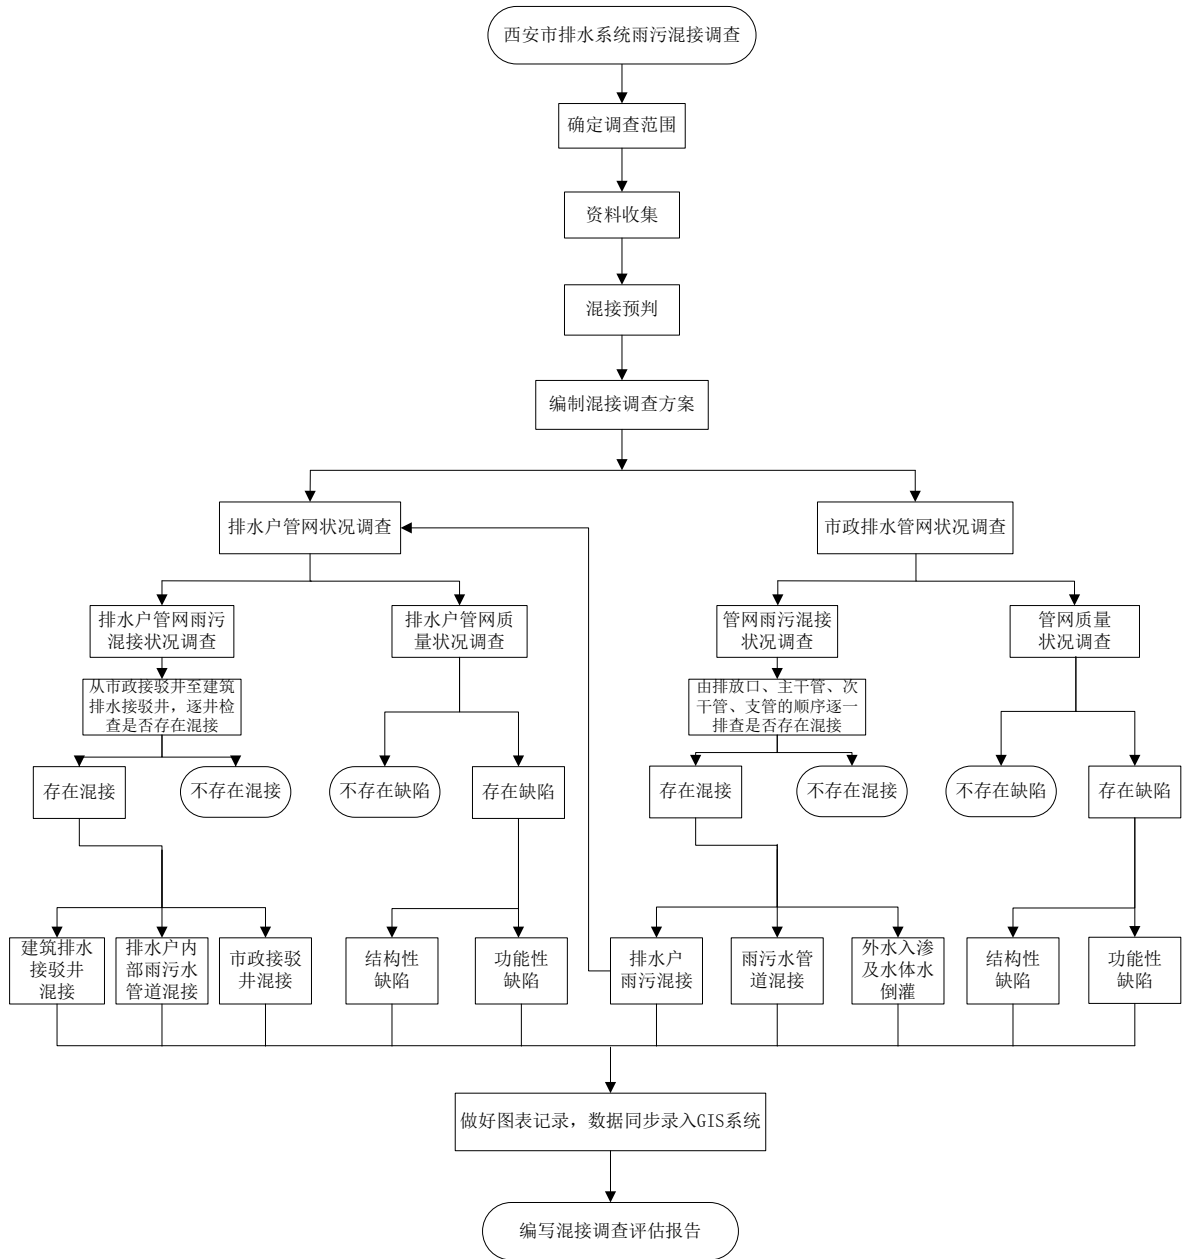 西安市排水系统雨污混接调查
确定调查范围
资料收集
混接预判
编制混接调查方案
排水户管网状况调查
市政排水管网状况调查
排水户管网雨污
混接状况调查
排水户管网质
量状况调查
管网雨污混接
状况调查
管网质量
状况调查
从市政接驳井至建筑
排水接驳井，逐井检
查是否存在混接
由排放口、主干管、次
干管、支管的顺序逐一
排查是否存在混接
存在混接
不存在混接
不存在缺陷
存在缺陷
存在混接
不存在混接
不存在缺陷
存在缺陷
建筑排水
接驳井
混接
排水户内
部雨污水
管道混接
市政接驳
井混接
结构性
缺陷
功能性
缺陷
排水户
雨污混接
雨污水管
道混接
外水入渗
及水体水
倒灌
结构性
缺陷
功能性
缺陷
做好图表记录，数据同步录入GIS系统
编写混接调查评估报告